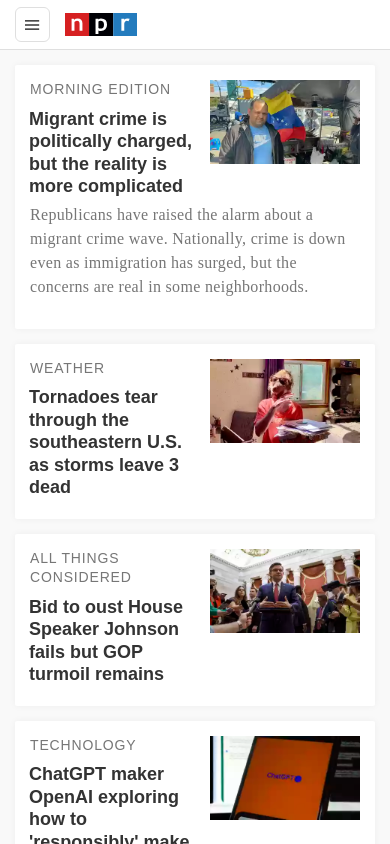 npr
MORNING EDITION
Migrant crime is
politically charged,
but the reality is
more complicated
Republicans have raised the alarm about a
migrant crime wave. Nationally, crime is down
even as immigration has surged, but the
concerns are real in some neighborhoods.
WEATHER
Tornadoes tear
through the
southeastern U.S.
as storms leave 3
dead
ALL THINGS
CONSIDERED
Bid to oust House
Speaker Johnson
fails but GOP
turmoil remains
TECHNOLOGY
ChatGPT maker
OpenAI exploring
how to
'responsibly' make
ChatGPT